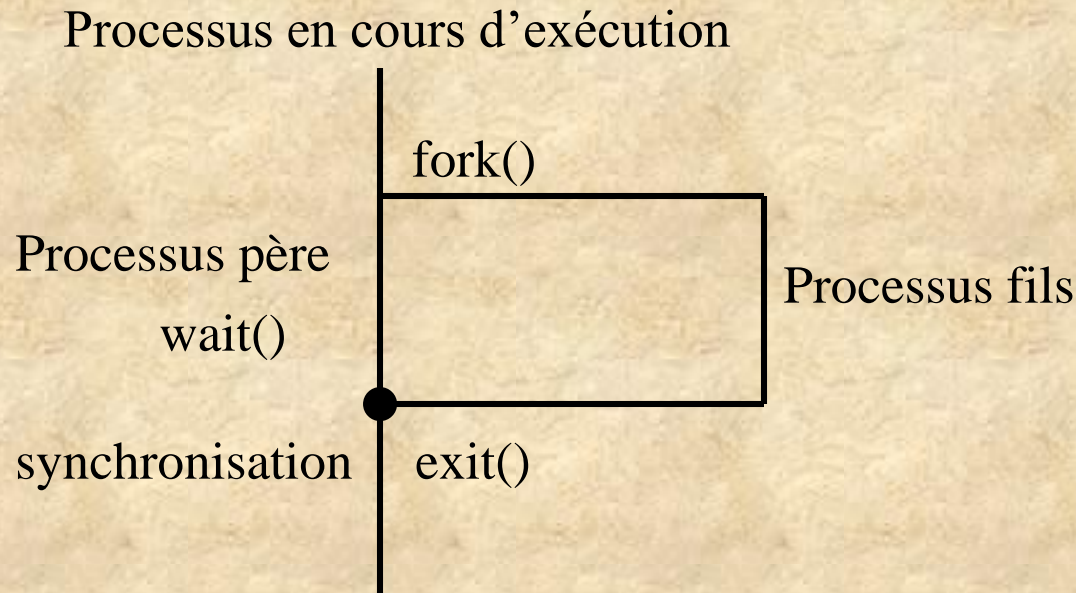 Processus en cours d’exécution
fork()
Processus père
Processus fils
wait()
synchronisation
exit()